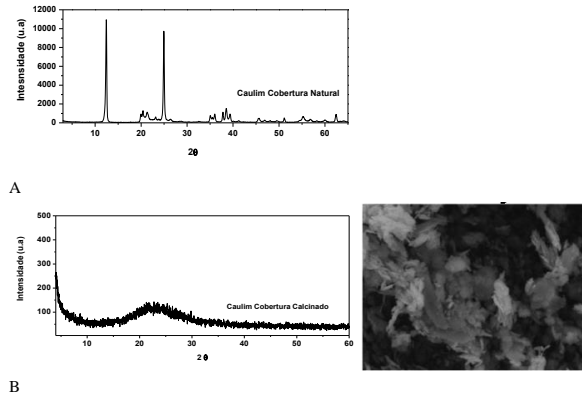 12000
10000
8000
6000
4000
2000
0
Intesnsidade (u.a)
Caulim Cobertura Natural
10 20 30 40 50 60
2θ
A
500
400
300
200
100
Intensidade (u.a)
Caulim Cobertura Calcinado
10 20 30 40 50 60
2 θ
B